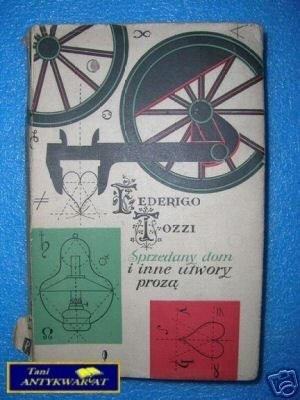 FEDERIGO
TOZZI
Sprzedany dom
i inne utwory
prozą
Tani
ANTYKWARIAT